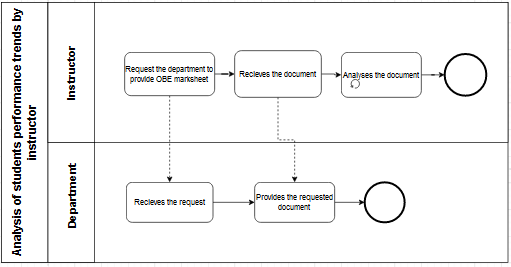 Analysis of students performance trends by
instructor
Instructor
Request the department to
provide OBE marksheet
Recieves the document
Analyses the document
Department
Recieves the request
Provides the requested
document